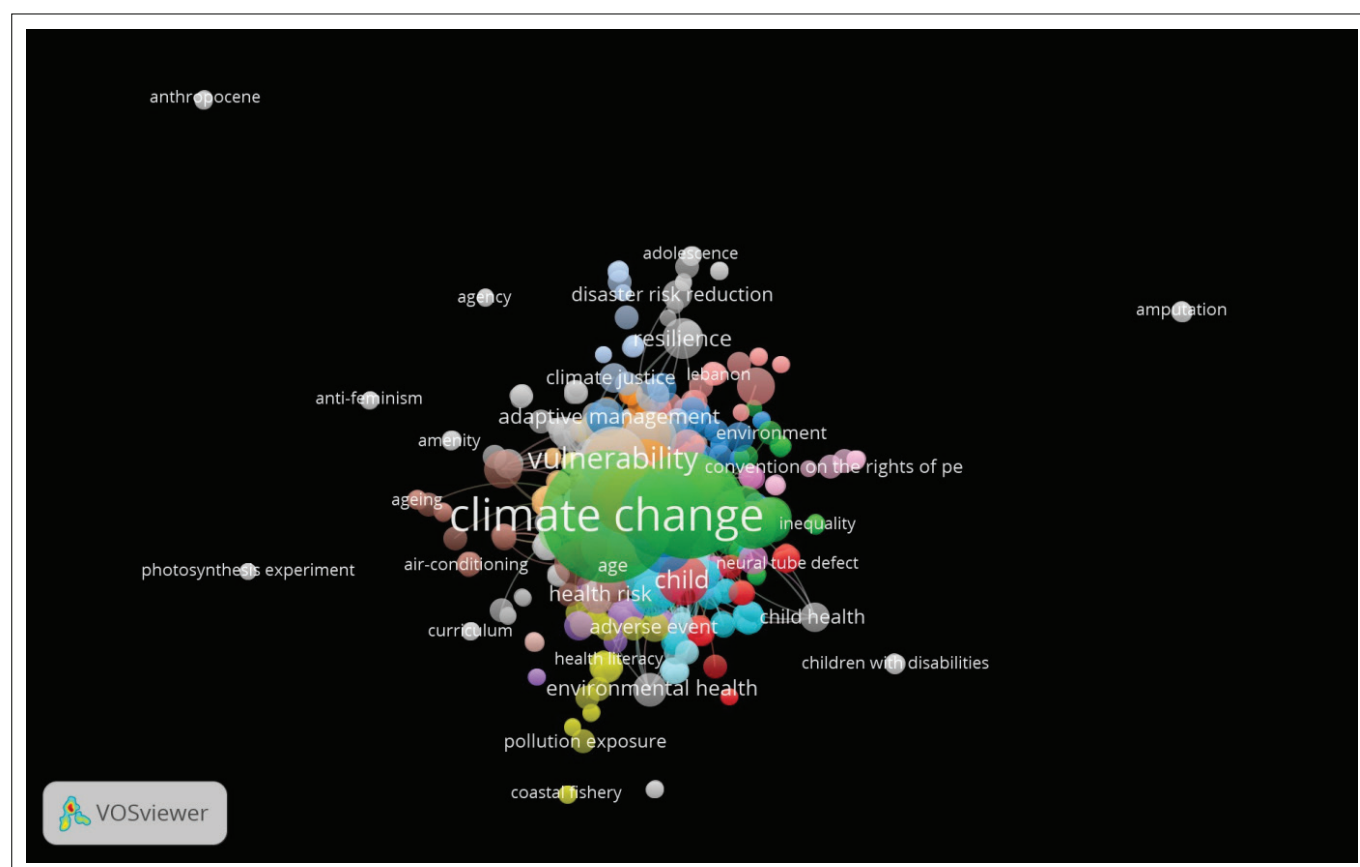 anthropocene
adolescence
agency
disaster risk reduction
amputation
resilience
climate justice
lebanon
anti-feminism
adaptive management
amenity
environment
vulnerability
convention on the rights of pe
ageing
climate change
inequality
photosynthesis experiment
air-conditioning
age
neural tube defect
child
health risk
child health
curriculum
adverse event
health literacy
children with disabilities
environmental health
pollution exposure
coastal fishery
VOSviewer